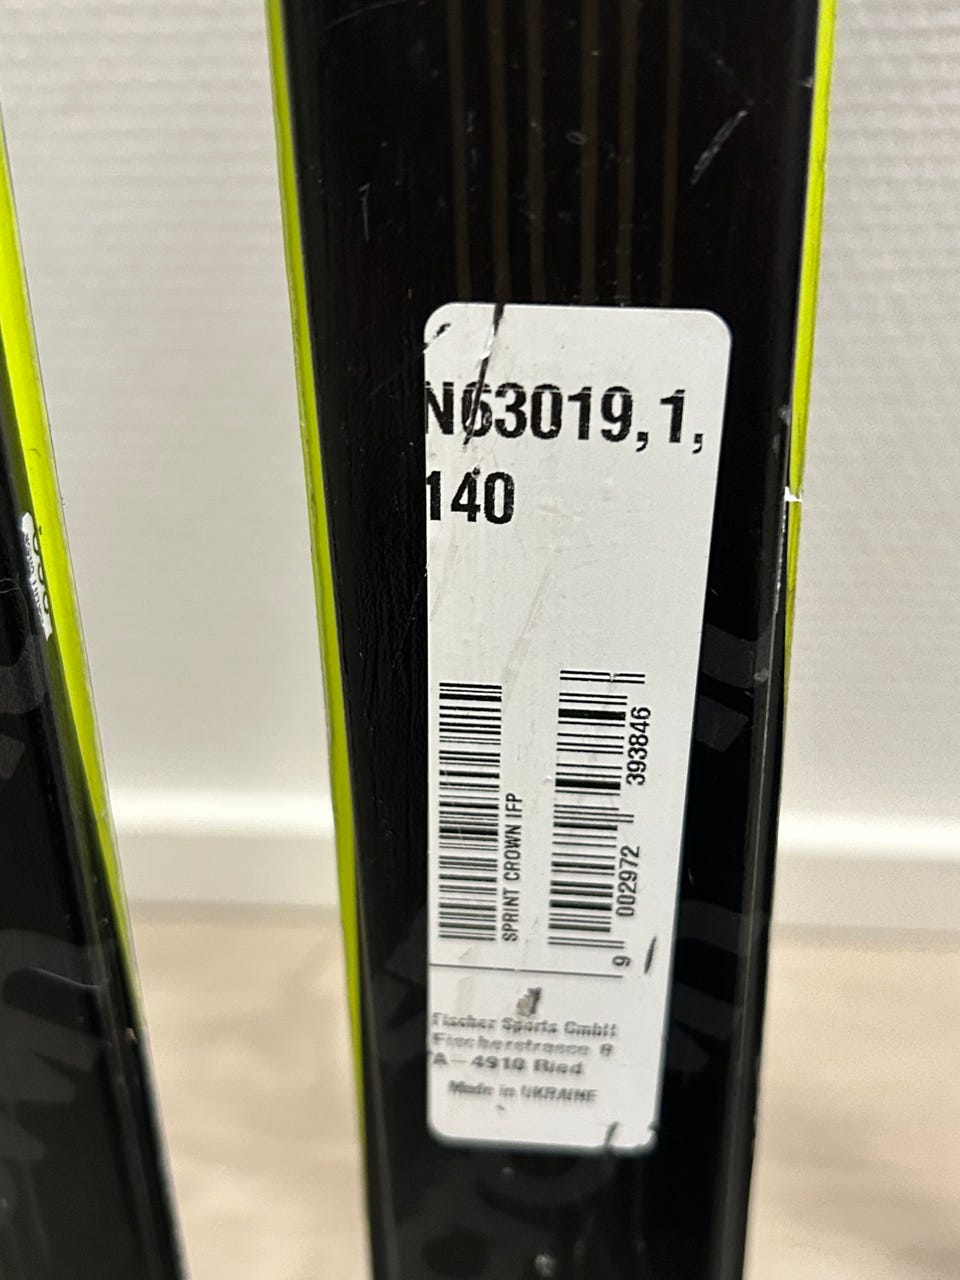 N63019,1,
140
SPRINT CROWN IFP
9 002972 393846
Fischer Sports GmbH
Fischerstrasse 8
A-4910 Ried
Made in UKRAINE